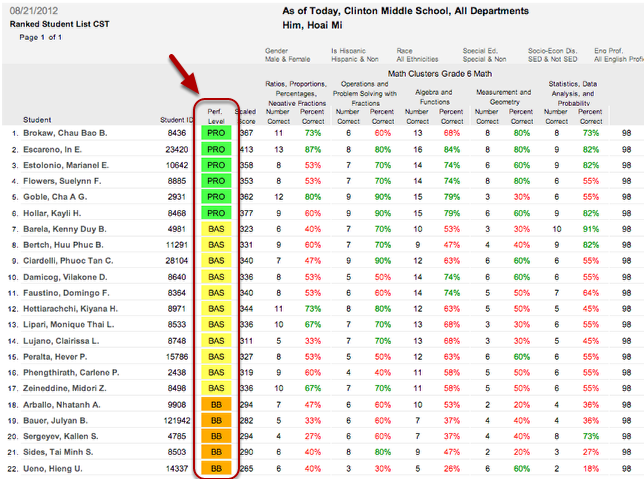 08/21/2012
As of Today, Clinton Middle School, All Departments
Ranked Student List CST
Him, Hoai Mi
Page 1 of 1
Gender Is Hispanic Race Special Ed. Socio-Econ Dis. Eng Prof.
Male & Female Hispanic & Non All Ethnicities Special & Non SED & Not SED All English Profi
Math Clusters Grade 6 Math
Ratios, Proportions, Operations and Statistics, Data
Percentages, Problem Solving with Algebra and Measurement and Analysis, and
Negative Fractions Fractions Functions Geometry Probability
Perf. Scaled Number Percent Number Percent Number Percent Number Percent Number Percent
Student Student ID Level Score Correct Correct Correct Correct Correct Correct Correct Correct Correct Correct
1. Brokaw, Chau Bao B. 8436 PRO 367 11 73% 6 60% 13 68% 8 80% 8 73% 98
2. Escareno, In E. 23420 PRO 413 13 87% 8 80% 16 84% 8 80% 9 82% 98
3. Estolonio, Marianel E. 10642 PRO 358 8 53% 7 70% 14 74% 6 60% 9 82% 98
4. Flowers, Suelynn F. 8885 PRO 353 8 53% 7 70% 14 74% 8 80% 6 55% 98
5. Goble, Cha A G. 2931 PRO 362 12 80% 9 90% 15 79% 3 30% 6 55% 98
6. Hollar, Kayli H. 8468 PRO 377 9 60% 9 90% 15 79% 6 60% 9 82% 98
7. Barela, Kenny Duy B. 4981 BAS 323 6 40% 7 70% 10 53% 3 30% 10 91% 98
8. Bertch, Huu Phuc B. 11291 BAS 331 9 60% 7 70% 9 47% 4 40% 9 82% 98
9. Ciardelli, Phuoc Tan C. 28104 BAS 340 7 47% 9 90% 12 63% 6 60% 6 55% 98
10. Damicog, Vilakone D. 8640 BAS 336 8 53% 5 50% 14 74% 6 60% 6 55% 98
11. Faustino, Domingo F. 8364 BAS 340 8 53% 6 60% 14 74% 5 50% 7 64% 98
12. Hettiarachchi, Kiyana H. 8971 BAS 344 11 73% 8 80% 12 63% 5 50% 5 45% 98
13. Lipari, Monique Thai L. 8533 BAS 336 10 67% 7 70% 13 68% 3 30% 6 55% 98
14. Lujano, Clairissa L. 8748 BAS 311 5 33% 7 70% 13 68% 3 30% 5 45% 98
15. Peralta, Hever P. 15786 BAS 327 8 53% 5 50% 12 63% 6 60% 6 55% 98
16. Phengthirath, Carlene P. 2438 BAS 319 9 60% 4 40% 11 58% 5 50% 6 55% 98
17. Zeineddino, Midori Z. 8498 BAS 336 10 67% 7 70% 11 58% 5 50% 6 55% 98
18. Arballo, Nhatanh A. 9908 BB 294 7 47% 6 60% 10 53% 2 20% 4 36% 98
19. Bauer, Julyan B. 121942 BB 282 5 33% 6 60% 7 37% 4 40% 4 36% 98
20. Sergeyev, Kallen S. 4785 BB 294 4 27% 6 60% 7 37% 4 40% 8 73% 98
21. Sides, Tai Minh S. 8503 BB 290 6 40% 8 80% 9 47% 2 20% 3 27% 98
22. Ueno, Hieng U. 14337 BB 265 6 40% 3 30% 5 26% 6 60% 2 18% 98